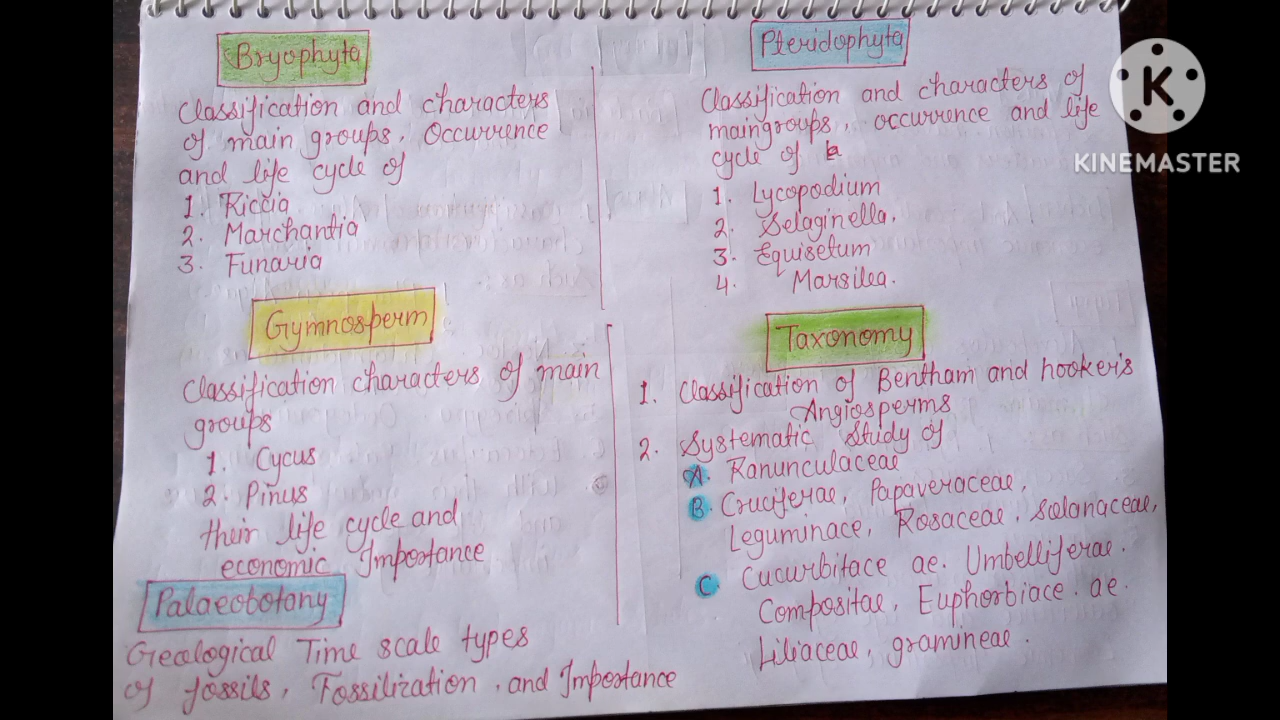 Bryophyta
Classification and characters
of main groups. Occurrence
and life cycle of
1. Riccia
2. Marchantia
3. Funaria
Gymnosperm
Classification characters of main
groups
1. Cycus
2. Pinus
their life cycle and
economic Importance
Palaeobotony
Geological Time scale types
of fossils, Fossilization, and Importance
Pteridophyta
Classification and characters of
maingroups, occurrence and life
cycle of
1. Lycopodium
2. Selaginella.
3. Equisetum
4. Marsilea.
Taxonomy
1. Classification of Bentham and hooker's
Angiosperms
2. Systematic Study of
A. Ranunculaceae
B. Cruciferae, Papaveraceae,
Leguminace, Rosaceae, Solanaceae,
C. Cucurbitace ae. Umbelliferae.
Compositae, Euphorbiace. ae.
Liliaceae, gramineae.
K
KINEMASTER